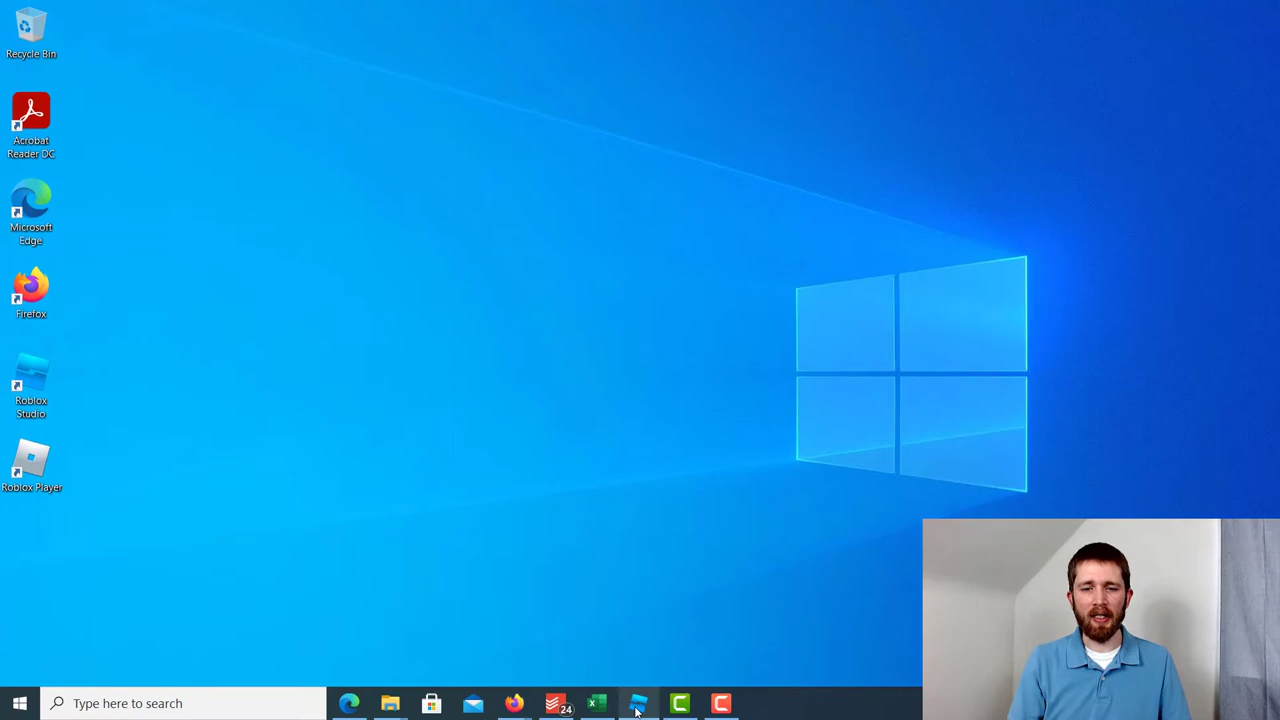 Recycle Bin
Acrobat
Reader DC
Microsoft
Edge
Firefox
Roblox
Studio
Roblox Player
Type here to search
24